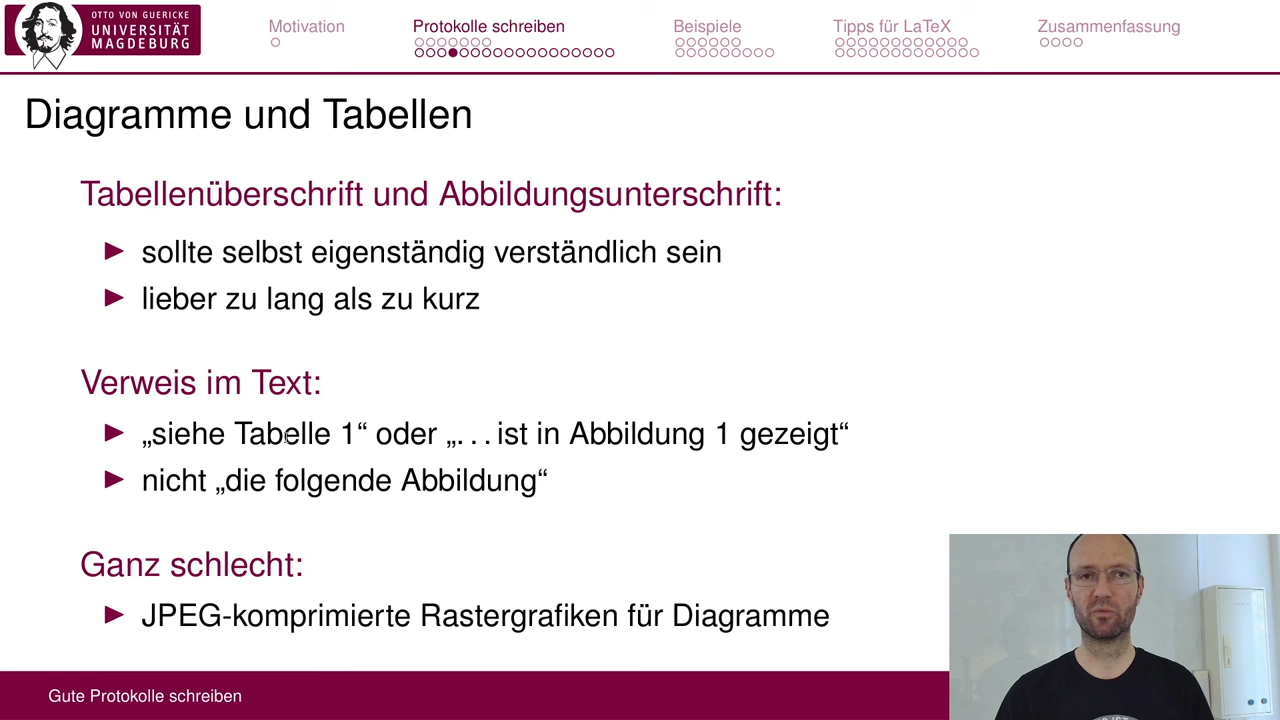 OTTO VON GUERICKE
UNIVERSITÄT
MAGDEBURG
Motivation
Protokolle schreiben
Beispiele
Tipps für LaTeX
Zusammenfassung
Diagramme und Tabellen
Tabellenüberschrift und Abbildungsunterschrift:
sollte selbst eigenständig verständlich sein
lieber zu lang als zu kurz
Verweis im Text:
„siehe Tabelle 1“ oder „. . . ist in Abbildung 1 gezeigt“
nicht „die folgende Abbildung“
Ganz schlecht:
JPEG-komprimierte Rastergrafiken für Diagramme
Gute Protokolle schreiben